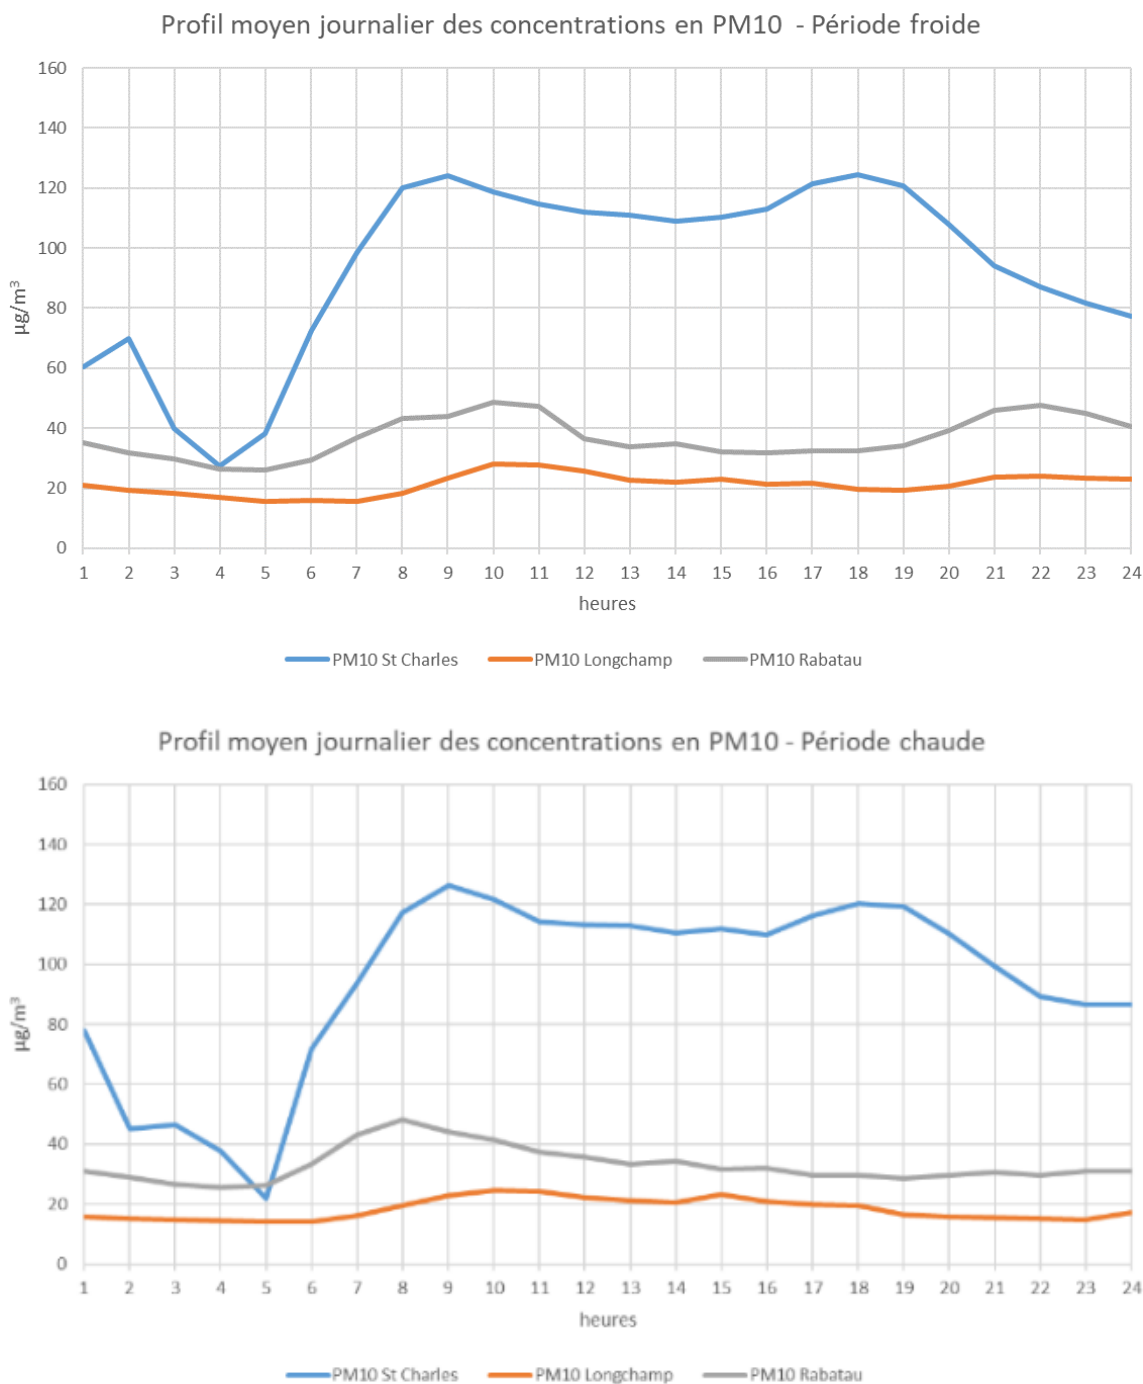 Profil moyen journalier des concentrations en PM10 - Période froide
160
140
120
100
80
60
40
20
0
µg/m³
1 2 3 4 5 6 7 8 9 10 11 12 13 14 15 16 17 18 19 20 21 22 23 24
heures
PM10 St Charles PM10 Longchamp PM10 Rabatau
Profil moyen journalier des concentrations en PM10 - Période chaude
160
140
120
100
80
60
40
20
0
µg/m³
1 2 3 4 5 6 7 8 9 10 11 12 13 14 15 16 17 18 19 20 21 22 23 24
heures
PM10 St Charles PM10 Longchamp PM10 Rabatau